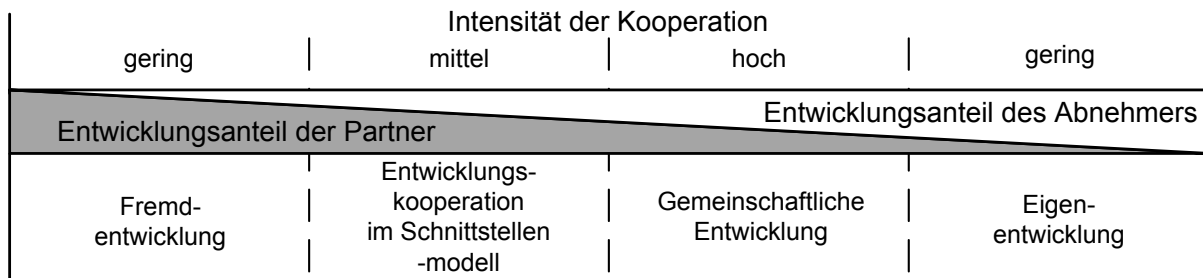 Intensität der Kooperation
gering mittel hoch gering
Entwicklungsanteil des Abnehmers
Entwicklungsanteil der Partner
Fremd-
entwicklung
Entwicklungs-
kooperation
im Schnittstellen
-modell
Gemeinschaftliche
Entwicklung
Eigen-
entwicklung